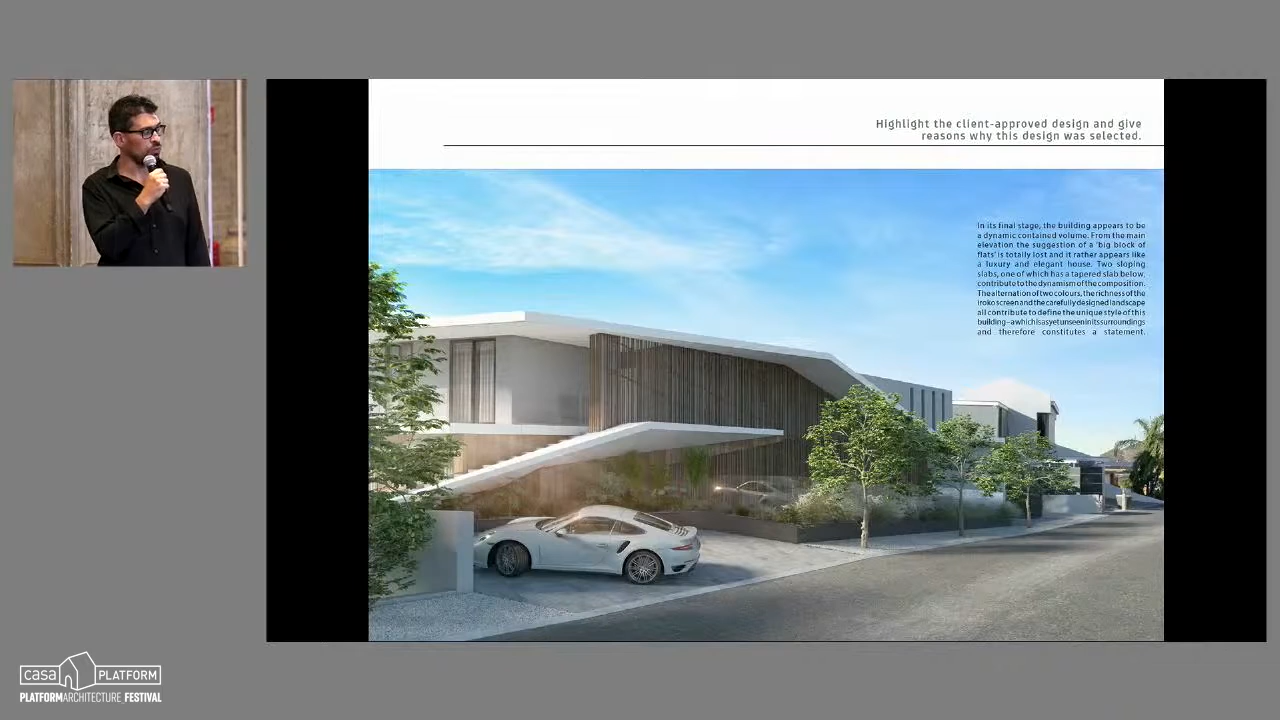 Highlight the client-approved design and give
reasons why this design was selected.
In its final stage, the building appears to be
a dynamic contained volume. From the main
elevation the suggestion of a 'big block of
flats' is totally lost and it rather appears like
a luxury and elegant house. Two sloping
slabs, one of which has a tapered slab below,
contribute to the dynamism of the composition.
The alternation of two colours, the richness of the
iroko screen and the carefully designed landscape
all contribute to define the unique style of this
building - a which is as yet unseen in its surroundings
and therefore constitutes a statement.
casa PLATFORM
PLATFORMARCHITECTURE FESTIVAL